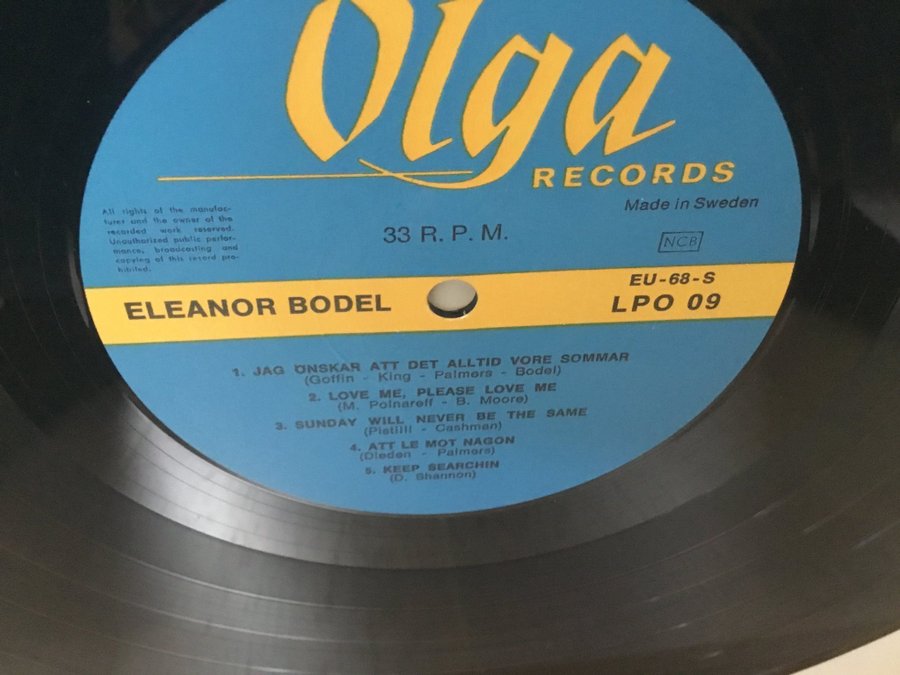 Olga
RECORDS
Made in Sweden
All rights of the manufac-
turer and the owner of the
recorded work reserved.
Unauthorized public perfor-
mance, broadcasting and
copying of this record pro-
hibited.
33 R. P. M.
NCB
ELEANOR BODEL
EU-68-S
LPO 09
1. JAG ÖNSKAR ATT DET ALLTID VORE SOMMAR
(Goffin - King - Palmers - Bodel)
2. LOVE ME, PLEASE LOVE ME
(M. Polnareff - B. Moore)
3. SUNDAY WILL NEVER BE THE SAME
(Pistilli - Cashman)
4. ATT LE MOT NAGON
(Dieden - Palmers)
5. KEEP SEARCHIN
(D. Shannon)